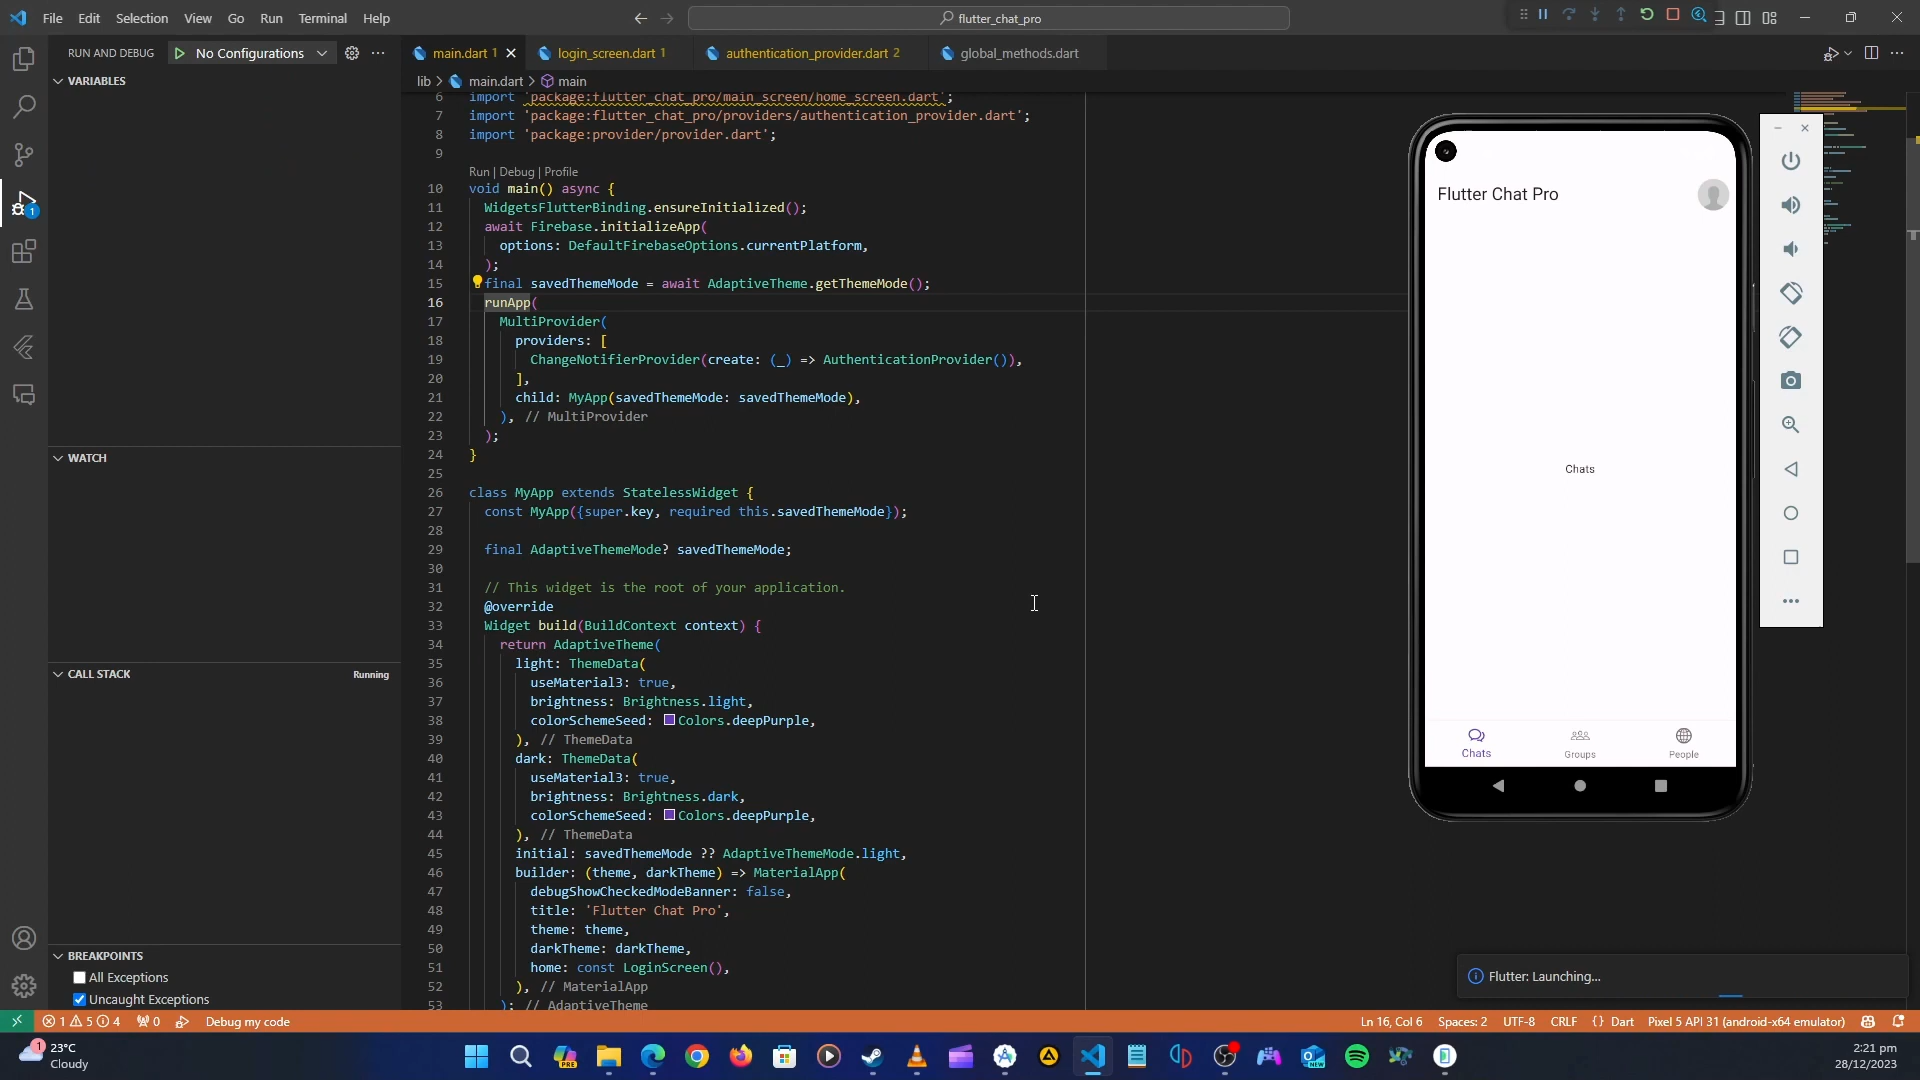 File Edit Selection View Go Run Terminal Help
flutter_chat_pro
RUN AND DEBUG
No Configurations
main.dart 1
login_screen.dart 1
authentication_provider.dart 2
global_methods.dart
lib > main.dart > main
VARIABLES
WATCH
CALL STACK
Running
BREAKPOINTS
All Exceptions
Uncaught Exceptions
6 import 'package:flutter_chat_pro/main_screen/home_screen.dart';
7 import 'package:flutter_chat_pro/providers/authentication_provider.dart';
8 import 'package:provider/provider.dart';
9
Run | Debug | Profile
10 void main() async {
11 WidgetsFlutterBinding.ensureInitialized();
12 await Firebase.initializeApp(
13 options: DefaultFirebaseOptions.currentPlatform,
14 );
15 final savedThemeMode = await AdaptiveTheme.getThemeMode();
16 runApp(
17 MultiProvider(
18 providers: [
19 ChangeNotifierProvider(create: (_) => AuthenticationProvider()),
20 ],
21 child: MyApp(savedThemeMode: savedThemeMode),
22 ), // MultiProvider
23 );
24 }
25
26 class MyApp extends StatelessWidget {
27 const MyApp({super.key, required this.savedThemeMode});
28
29 final AdaptiveThemeMode? savedThemeMode;
30
31 // This widget is the root of your application.
32 @override
33 Widget build(BuildContext context) {
34 return AdaptiveTheme(
35 light: ThemeData(
36 useMaterial3: true,
37 brightness: Brightness.light,
38 colorSchemeSeed: Colors.deepPurple,
39 ), // ThemeData
40 dark: ThemeData(
41 useMaterial3: true,
42 brightness: Brightness.dark,
43 colorSchemeSeed: Colors.deepPurple,
44 ), // ThemeData
45 initial: savedThemeMode ?? AdaptiveThemeMode.light,
46 builder: (theme, darkTheme) => MaterialApp(
47 debugShowCheckedModeBanner: false,
48 title: 'Flutter Chat Pro',
49 theme: theme,
50 darkTheme: darkTheme,
51 home: const LoginScreen(),
52 ), // MaterialApp
53 ); // AdaptiveTheme
Flutter Chat Pro
Chats
Chats
Groups
People
Flutter: Launching...
1 5 4
0
Debug my code
Ln 16, Col 6
Spaces: 2
UTF-8
CRLF
{} Dart
Pixel 5 API 31 (android-x64 emulator)
1
23°C
Cloudy
PRE
NEW
2:21 pm
28/12/2023